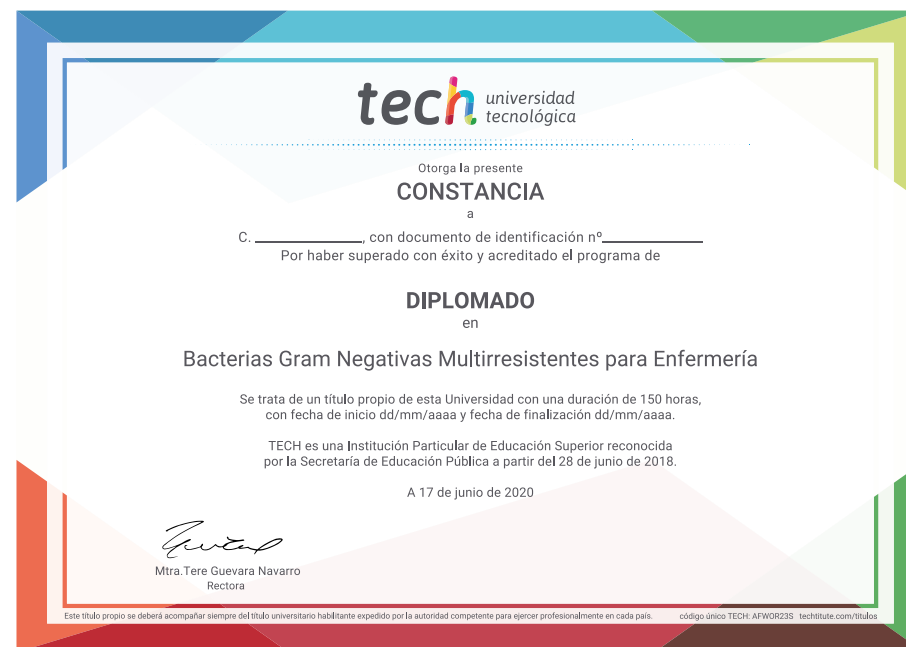 tech universidad
tecnológica
Otorga la presente
CONSTANCIA
a
C. ______________, con documento de identificación nº_____________
Por haber superado con éxito y acreditado el programa de
DIPLOMADO
en
Bacterias Gram Negativas Multirresistentes para Enfermería
Se trata de un título propio de esta Universidad con una duración de 150 horas,
con fecha de inicio dd/mm/aaaa y fecha de finalización dd/mm/aaaa.
TECH es una Institución Particular de Educación Superior reconocida
por la Secretaría de Educación Pública a partir del 28 de junio de 2018.
A 17 de junio de 2020
Mtra.Tere Guevara Navarro
Rectora
Este título propio se deberá acompañar siempre del título universitario habilitante expedido por la autoridad competente para ejercer profesionalmente en cada país. código único TECH: AFWOR23S techtitute.com/titulos